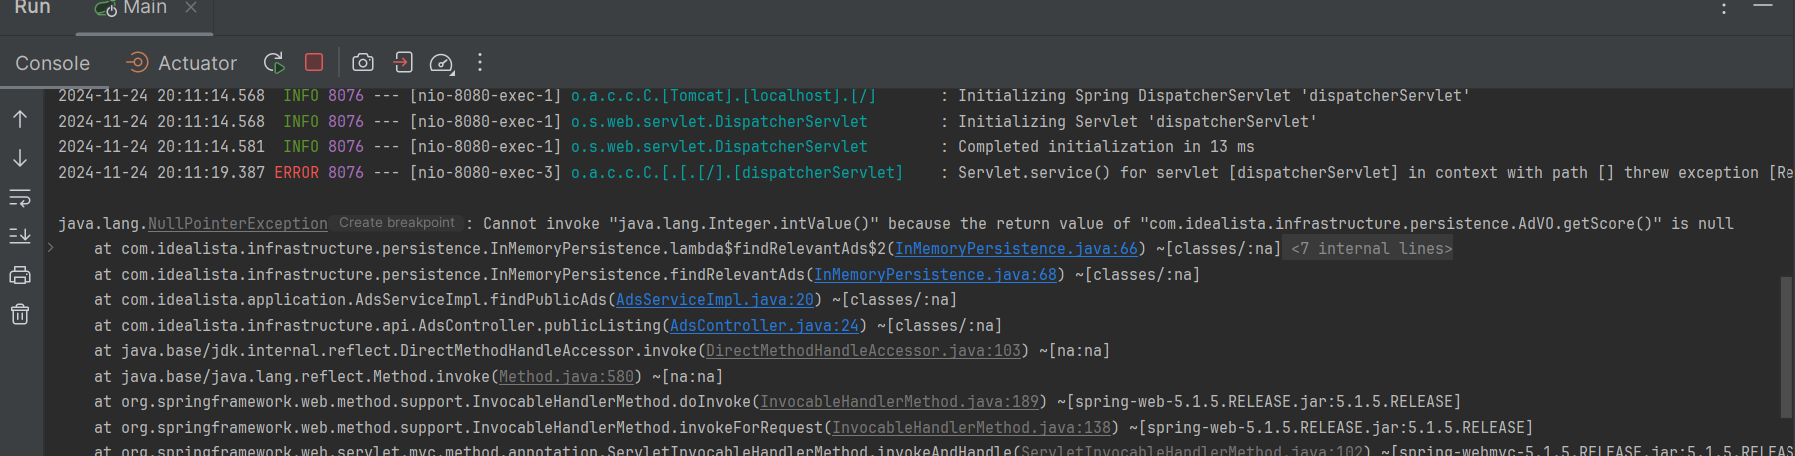 Run Main
Console Actuator
2024-11-24 20:11:14.568  INFO 8076 --- [nio-8080-exec-1] o.a.c.c.C.[Tomcat].[localhost].[/]       : Initializing Spring DispatcherServlet 'dispatcherServlet'
2024-11-24 20:11:14.568  INFO 8076 --- [nio-8080-exec-1] o.s.web.servlet.DispatcherServlet        : Initializing Servlet 'dispatcherServlet'
2024-11-24 20:11:14.581  INFO 8076 --- [nio-8080-exec-1] o.s.web.servlet.DispatcherServlet        : Completed initialization in 13 ms
2024-11-24 20:11:19.387 ERROR 8076 --- [nio-8080-exec-3] o.a.c.c.C.[.[.[/].[dispatcherServlet]    : Servlet.service() for servlet [dispatcherServlet] in context with path [] threw exception [Re
java.lang.NullPointerException Create breakpoint : Cannot invoke "java.lang.Integer.intValue()" because the return value of "com.idealista.infrastructure.persistence.AdVO.getScore()" is null
at com.idealista.infrastructure.persistence.InMemoryPersistence.lambda$findRelevantAds$2(InMemoryPersistence.java:66) ~[classes/:na] <7 internal lines>
at com.idealista.infrastructure.persistence.InMemoryPersistence.findRelevantAds(InMemoryPersistence.java:68) ~[classes/:na]
at com.idealista.application.AdsServiceImpl.findPublicAds(AdsServiceImpl.java:20) ~[classes/:na]
at com.idealista.infrastructure.api.AdsController.publicListing(AdsController.java:24) ~[classes/:na]
at java.base/jdk.internal.reflect.DirectMethodHandleAccessor.invoke(DirectMethodHandleAccessor.java:103) ~[na:na]
at java.base/java.lang.reflect.Method.invoke(Method.java:580) ~[na:na]
at org.springframework.web.method.support.InvocableHandlerMethod.doInvoke(InvocableHandlerMethod.java:189) ~[spring-web-5.1.5.RELEASE.jar:5.1.5.RELEASE]
at org.springframework.web.method.support.InvocableHandlerMethod.invokeForRequest(InvocableHandlerMethod.java:138) ~[spring-web-5.1.5.RELEASE.jar:5.1.5.RELEASE]
at org.springframework.web.servlet.mvc.method.annotation.ServletInvocableHandlerMethod.invokeAndHandle(ServletInvocableHandlerMethod.java:102) ~[spring-webmvc-5.1.5.RELEASE.jar:5.1.5.RELEASE